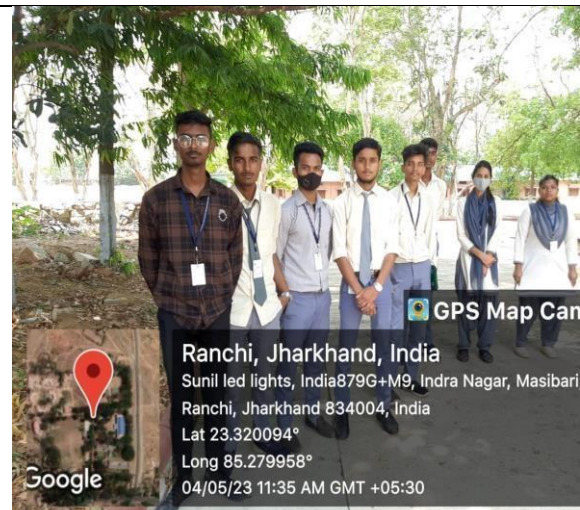 GPS Map Cam
Ranchi, Jharkhand, India
Sunil led lights, India879G+M9, Indra Nagar, Masibari
Ranchi, Jharkhand 834004, India
Lat 23.320094°
Long 85.279958°
04/05/23 11:35 AM GMT +05:30
Google